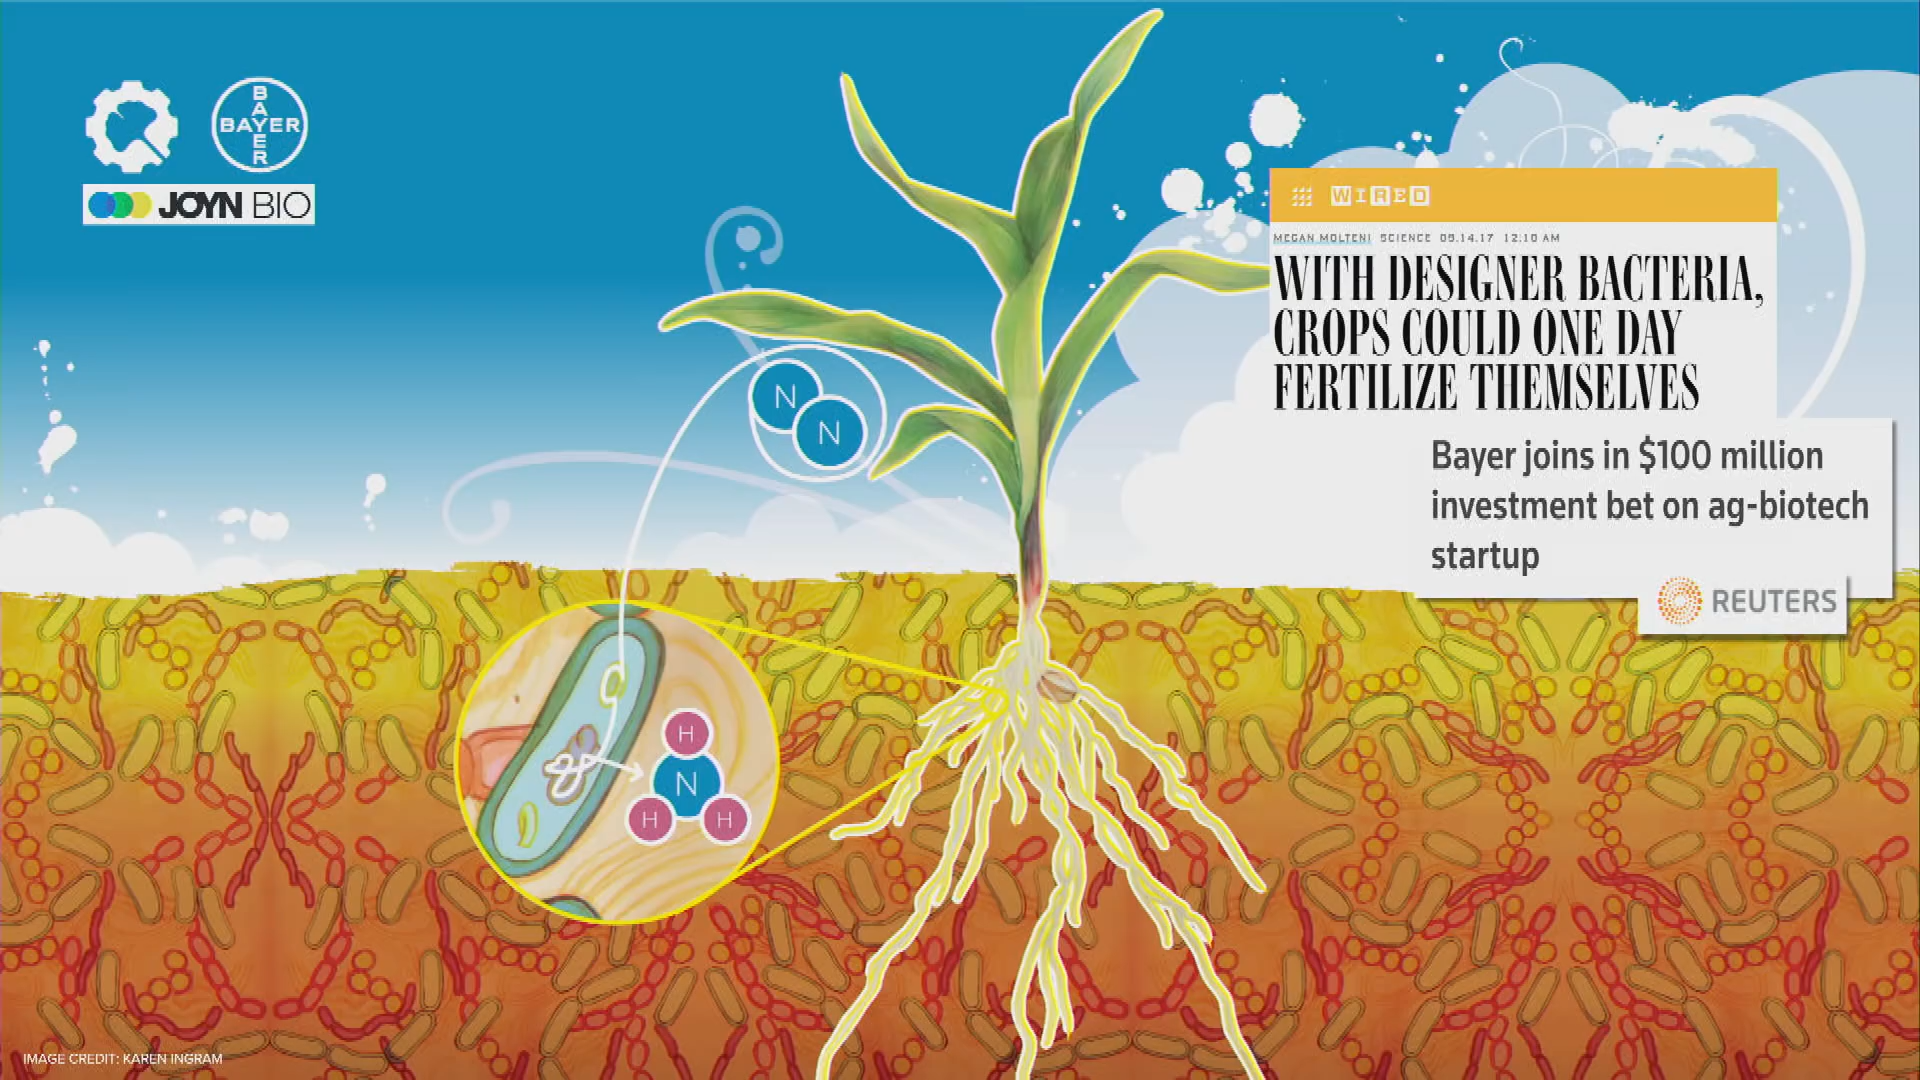 BAYER
BAYER
JOYN BIO
WIRED
MEGAN MOLTENI SCIENCE 09.14.17 12:10 AM
WITH DESIGNER BACTERIA,
CROPS COULD ONE DAY
FERTILIZE THEMSELVES
Bayer joins in $100 million
investment bet on ag-biotech
startup
REUTERS
N
N
H
N
H H
IMAGE CREDIT: KAREN INGRAM